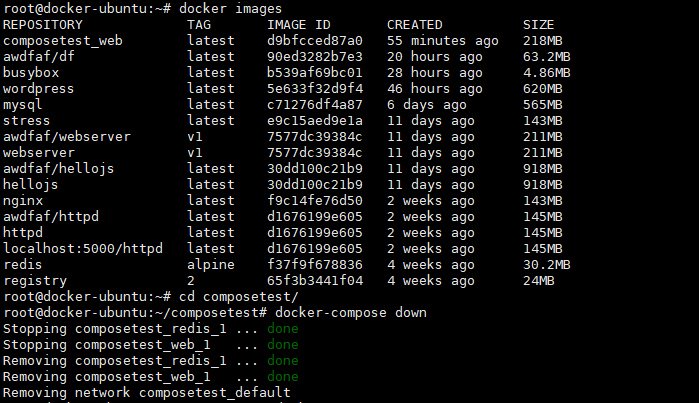 root@docker-ubuntu:~# docker images
REPOSITORY TAG IMAGE ID CREATED SIZE
composetest_web latest d9bfcced87a0 55 minutes ago 218MB
awdfaf/df latest 90ed3282b7e3 20 hours ago 63.2MB
busybox latest b539af69bc01 28 hours ago 4.86MB
wordpress latest 5e633f32d9f4 46 hours ago 620MB
mysql latest c71276df4a87 6 days ago 565MB
stress latest e9c15aed9e1a 11 days ago 143MB
awdfaf/webserver v1 7577dc39384c 11 days ago 211MB
webserver v1 7577dc39384c 11 days ago 211MB
awdfaf/hellojs latest 30dd100c21b9 11 days ago 918MB
hellojs latest 30dd100c21b9 11 days ago 918MB
nginx latest f9c14fe76d50 2 weeks ago 143MB
awdfaf/httpd latest d1676199e605 2 weeks ago 145MB
httpd latest d1676199e605 2 weeks ago 145MB
localhost:5000/httpd latest d1676199e605 2 weeks ago 145MB
redis alpine f37f9f678836 4 weeks ago 30.2MB
registry 2 65f3b3441f04 4 weeks ago 24MB
root@docker-ubuntu:~# cd composetest/
root@docker-ubuntu:~/composetest# docker-compose down
Stopping composetest_redis_1 ... done
Stopping composetest_web_1 ... done
Removing composetest_redis_1 ... done
Removing composetest_web_1 ... done
Removing network composetest_default